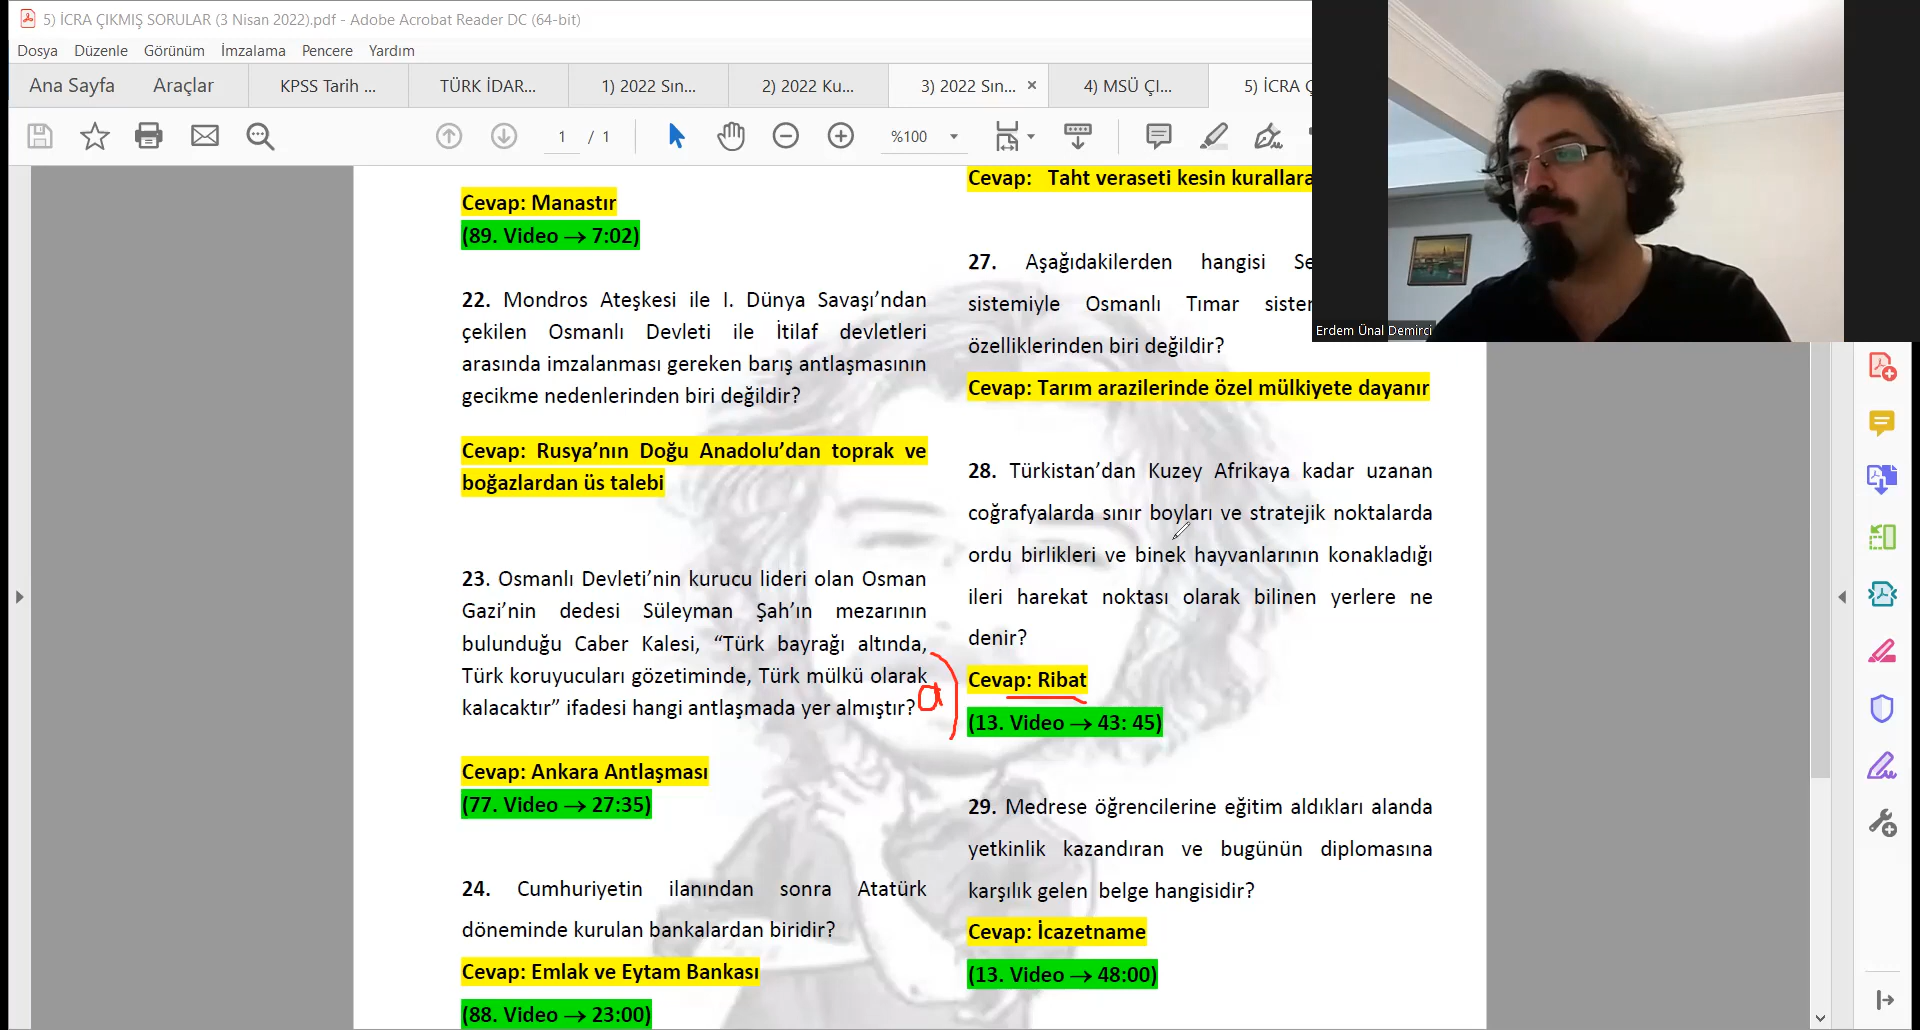 5) İCRA ÇIKMIŞ SORULAR (3 Nisan 2022).pdf - Adobe Acrobat Reader DC (64-bit)
Dosya Düzenle Görünüm İmzalama Pencere Yardım
Ana Sayfa Araçlar KPSS Tarih ... TÜRK İDAR... 1) 2022 Sın... 2) 2022 Ku... 3) 2022 Sın... × 4) MSÜ ÇI... 5) İCRA Ç
1 / 1 %100
Erdem Ünal Demirci
Cevap: Manastır
(89. Video → 7:02)
22. Mondros Ateşkesi ile I. Dünya Savaşı’ndan
çekilen Osmanlı Devleti ile İtilaf devletleri
arasında imzalanması gereken barış antlaşmasının
gecikme nedenlerinden biri değildir?
Cevap: Rusya’nın Doğu Anadolu’dan toprak ve
boğazlardan üs talebi
23. Osmanlı Devleti’nin kurucu lideri olan Osman
Gazi’nin dedesi Süleyman Şah’ın mezarının
bulunduğu Caber Kalesi, “Türk bayrağı altında,
Türk koruyucuları gözetiminde, Türk mülkü olarak
kalacaktır” ifadesi hangi antlaşmada yer almıştır?
Cevap: Ankara Antlaşması
(77. Video → 27:35)
24. Cumhuriyetin ilanından sonra Atatürk
döneminde kurulan bankalardan biridir?
Cevap: Emlak ve Eytam Bankası
(88. Video → 23:00)
Cevap: Taht veraseti kesin kurallara
27. Aşağıdakilerden hangisi Se
sistemiyle Osmanlı Tımar sister
özelliklerinden biri değildir?
Cevap: Tarım arazilerinde özel mülkiyete dayanır
28. Türkistan’dan Kuzey Afrikaya kadar uzanan
coğrafyalarda sınır boyları ve stratejik noktalarda
ordu birlikleri ve binek hayvanlarının konakladığı
ileri harekat noktası olarak bilinen yerlere ne
denir?
a
Cevap: Ribat
(13. Video → 43: 45)
29. Medrese öğrencilerine eğitim aldıkları alanda
yetkinlik kazandıran ve bugünün diplomasına
karşılık gelen belge hangisidir?
Cevap: İcazetname
(13. Video → 48:00)